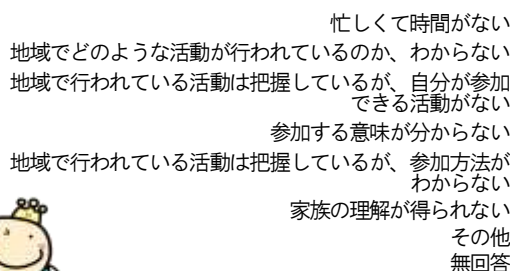 忙しくて時間がない
地域でどのような活動が行われているのか、わからない
地域で行われている活動は把握しているが、自分が参加
できる活動がない
参加する意味が分からない
地域で行われている活動は把握しているが、参加方法が
わからない
家族の理解が得られない
その他
無回答